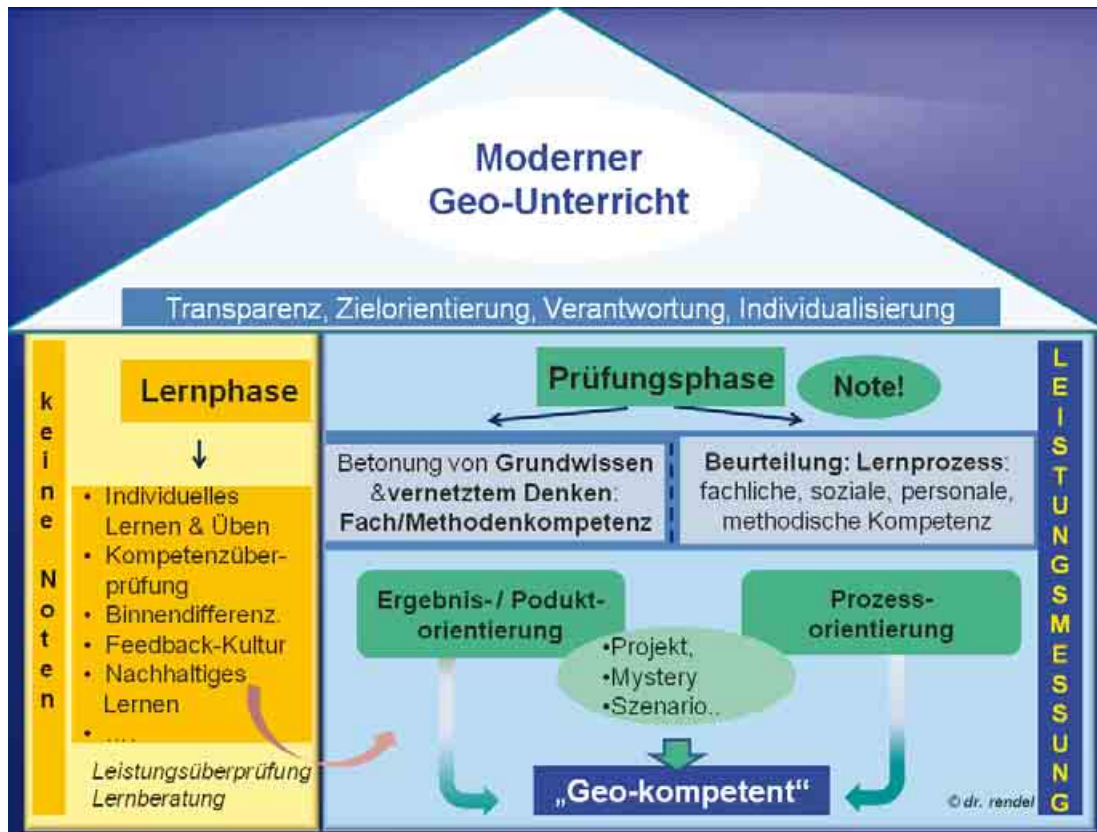 Moderner
Geo-Unterricht
Transparenz, Zielorientierung, Verantwortung, Individualisierung
keine Noten
Lernphase
• Individuelles
Lernen & Üben
• Kompetenzüber-
prüfung
• Binnendifferenz.
• Feedback-Kultur
• Nachhaltiges
Lernen
• ....
Leistungsüberprüfung
Lernberatung
Prüfungsphase
Note!
Betonung von Grundwissen
&vernetztem Denken:
Fach/Methodenkompetenz
Beurteilung: Lernprozess:
fachliche, soziale, personale,
methodische Kompetenz
Ergebnis- / Podukt-
orientierung
Prozess-
orientierung
•Projekt,
•Mystery
•Szenario..
„Geo-kompetent“
© dr. rendel
LEISTUNGSMESSUNG